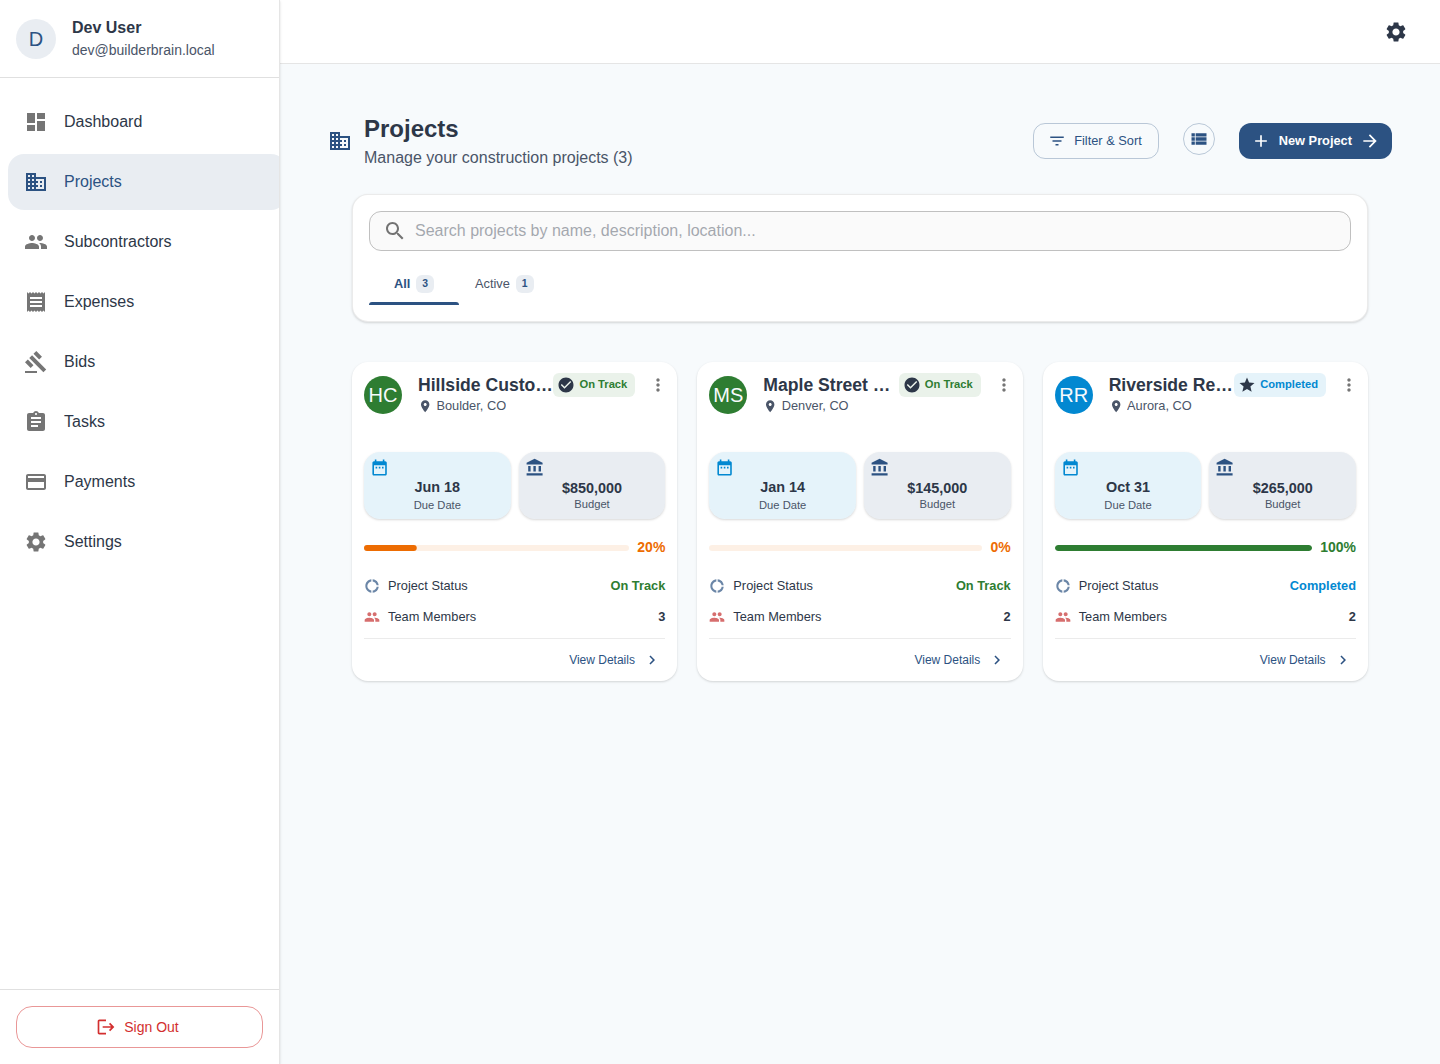 D
Dev User
dev@builderbrain.local
Dashboard
Projects
Subcontractors
Expenses
Bids
Tasks
Payments
Settings
Sign Out
Projects
Manage your construction projects (3)
Filter & Sort
New Project
Search projects by name, description, location...
All 3
Active 1
HC
Hillside Custo...
On Track
Boulder, CO
Jun 18
Due Date
$850,000
Budget
20%
Project Status
On Track
Team Members
3
View Details
MS
Maple Street ...
On Track
Denver, CO
Jan 14
Due Date
$145,000
Budget
0%
Project Status
On Track
Team Members
2
View Details
RR
Riverside Re...
Completed
Aurora, CO
Oct 31
Due Date
$265,000
Budget
100%
Project Status
Completed
Team Members
2
View Details